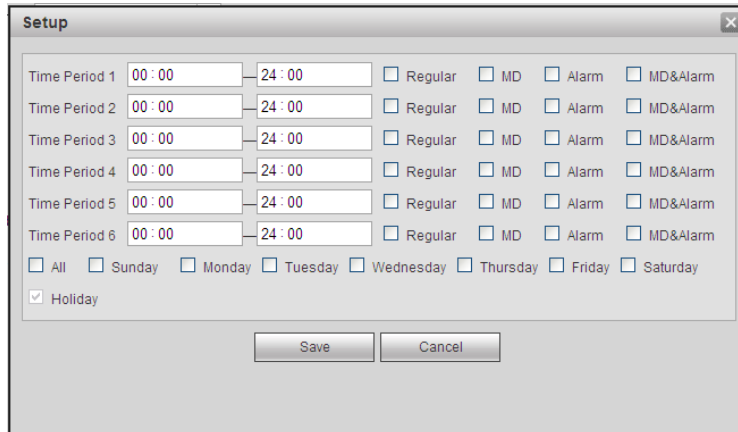 Setup
Time Period 1 00:00 — 24:00 Regular MD Alarm MD&Alarm
Time Period 2 00:00 — 24:00 Regular MD Alarm MD&Alarm
Time Period 3 00:00 — 24:00 Regular MD Alarm MD&Alarm
Time Period 4 00:00 — 24:00 Regular MD Alarm MD&Alarm
Time Period 5 00:00 — 24:00 Regular MD Alarm MD&Alarm
Time Period 6 00:00 — 24:00 Regular MD Alarm MD&Alarm
All Sunday Monday Tuesday Wednesday Thursday Friday Saturday
Holiday
Save Cancel